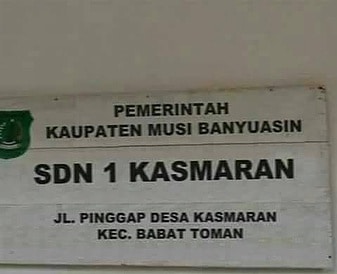 PEMERINTAH
KAUPATEN MUSI BANYUASIN
SDN 1 KASMARAN
JL. PINGGAP DESA KASMARAN
KEC. BABAT TOMAN